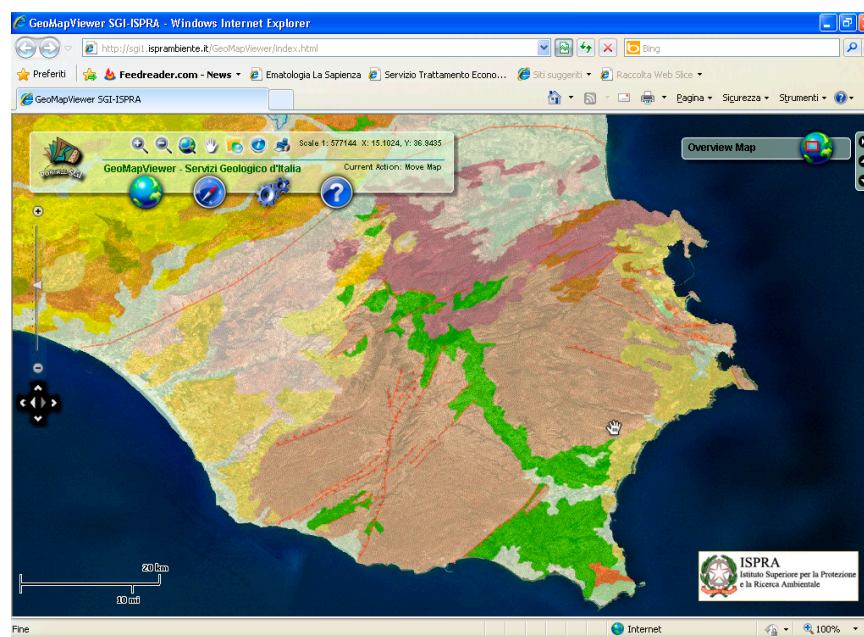 GeoMapViewer SGI-ISPRA - Windows Internet Explorer
http://sgi1.isprambiente.it/GeoMapViewer/index.html
Bing
Preferiti
Feedreader.com - News
Ematologia La Sapienza
Servizio Trattamento Econo...
Siti suggeriti
Raccolta Web Slice
GeoMapViewer SGI-ISPRA
Pagina
Sicurezza
Strumenti
Scale 1: 577144 X: 15.1024, Y: 36.9435
GeoMapViewer - Servizi Geologico d'Italia
Current Action: Move Map
Overview Map
20 km
10 mi
ISPRA
Istituto Superiore per la Protezione
e la Ricerca Ambientale
Fine
Internet
100%